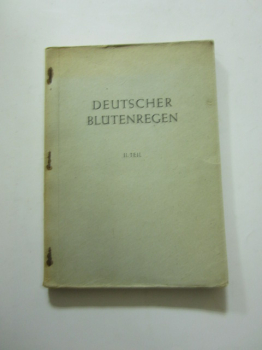 DEUTSCHER
BLÜTENREGEN
II. TEIL